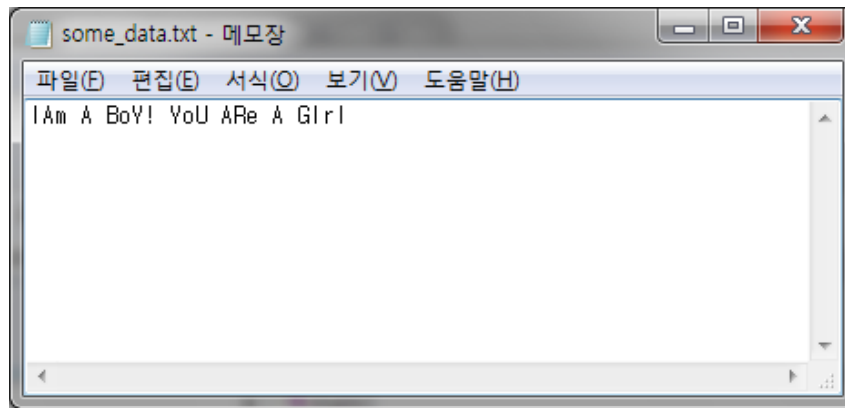 some_data.txt - 메모장
파일(F) 편집(E) 서식(O) 보기(V) 도움말(H)
IAm A BoY! YoU ARe A GIrl